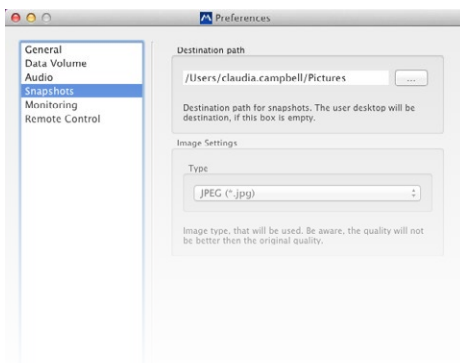 Preferences
General
Data Volume
Audio
Snapshots
Monitoring
Remote Control
Destination path
/Users/claudia.campbell/Pictures
...
Destination path for snapshots. The user desktop will be
destination, if this box is empty.
Image Settings
Type
JPEG (*.jpg)
Image type, that will be used. Be aware, the quality will not
be better then the original quality.